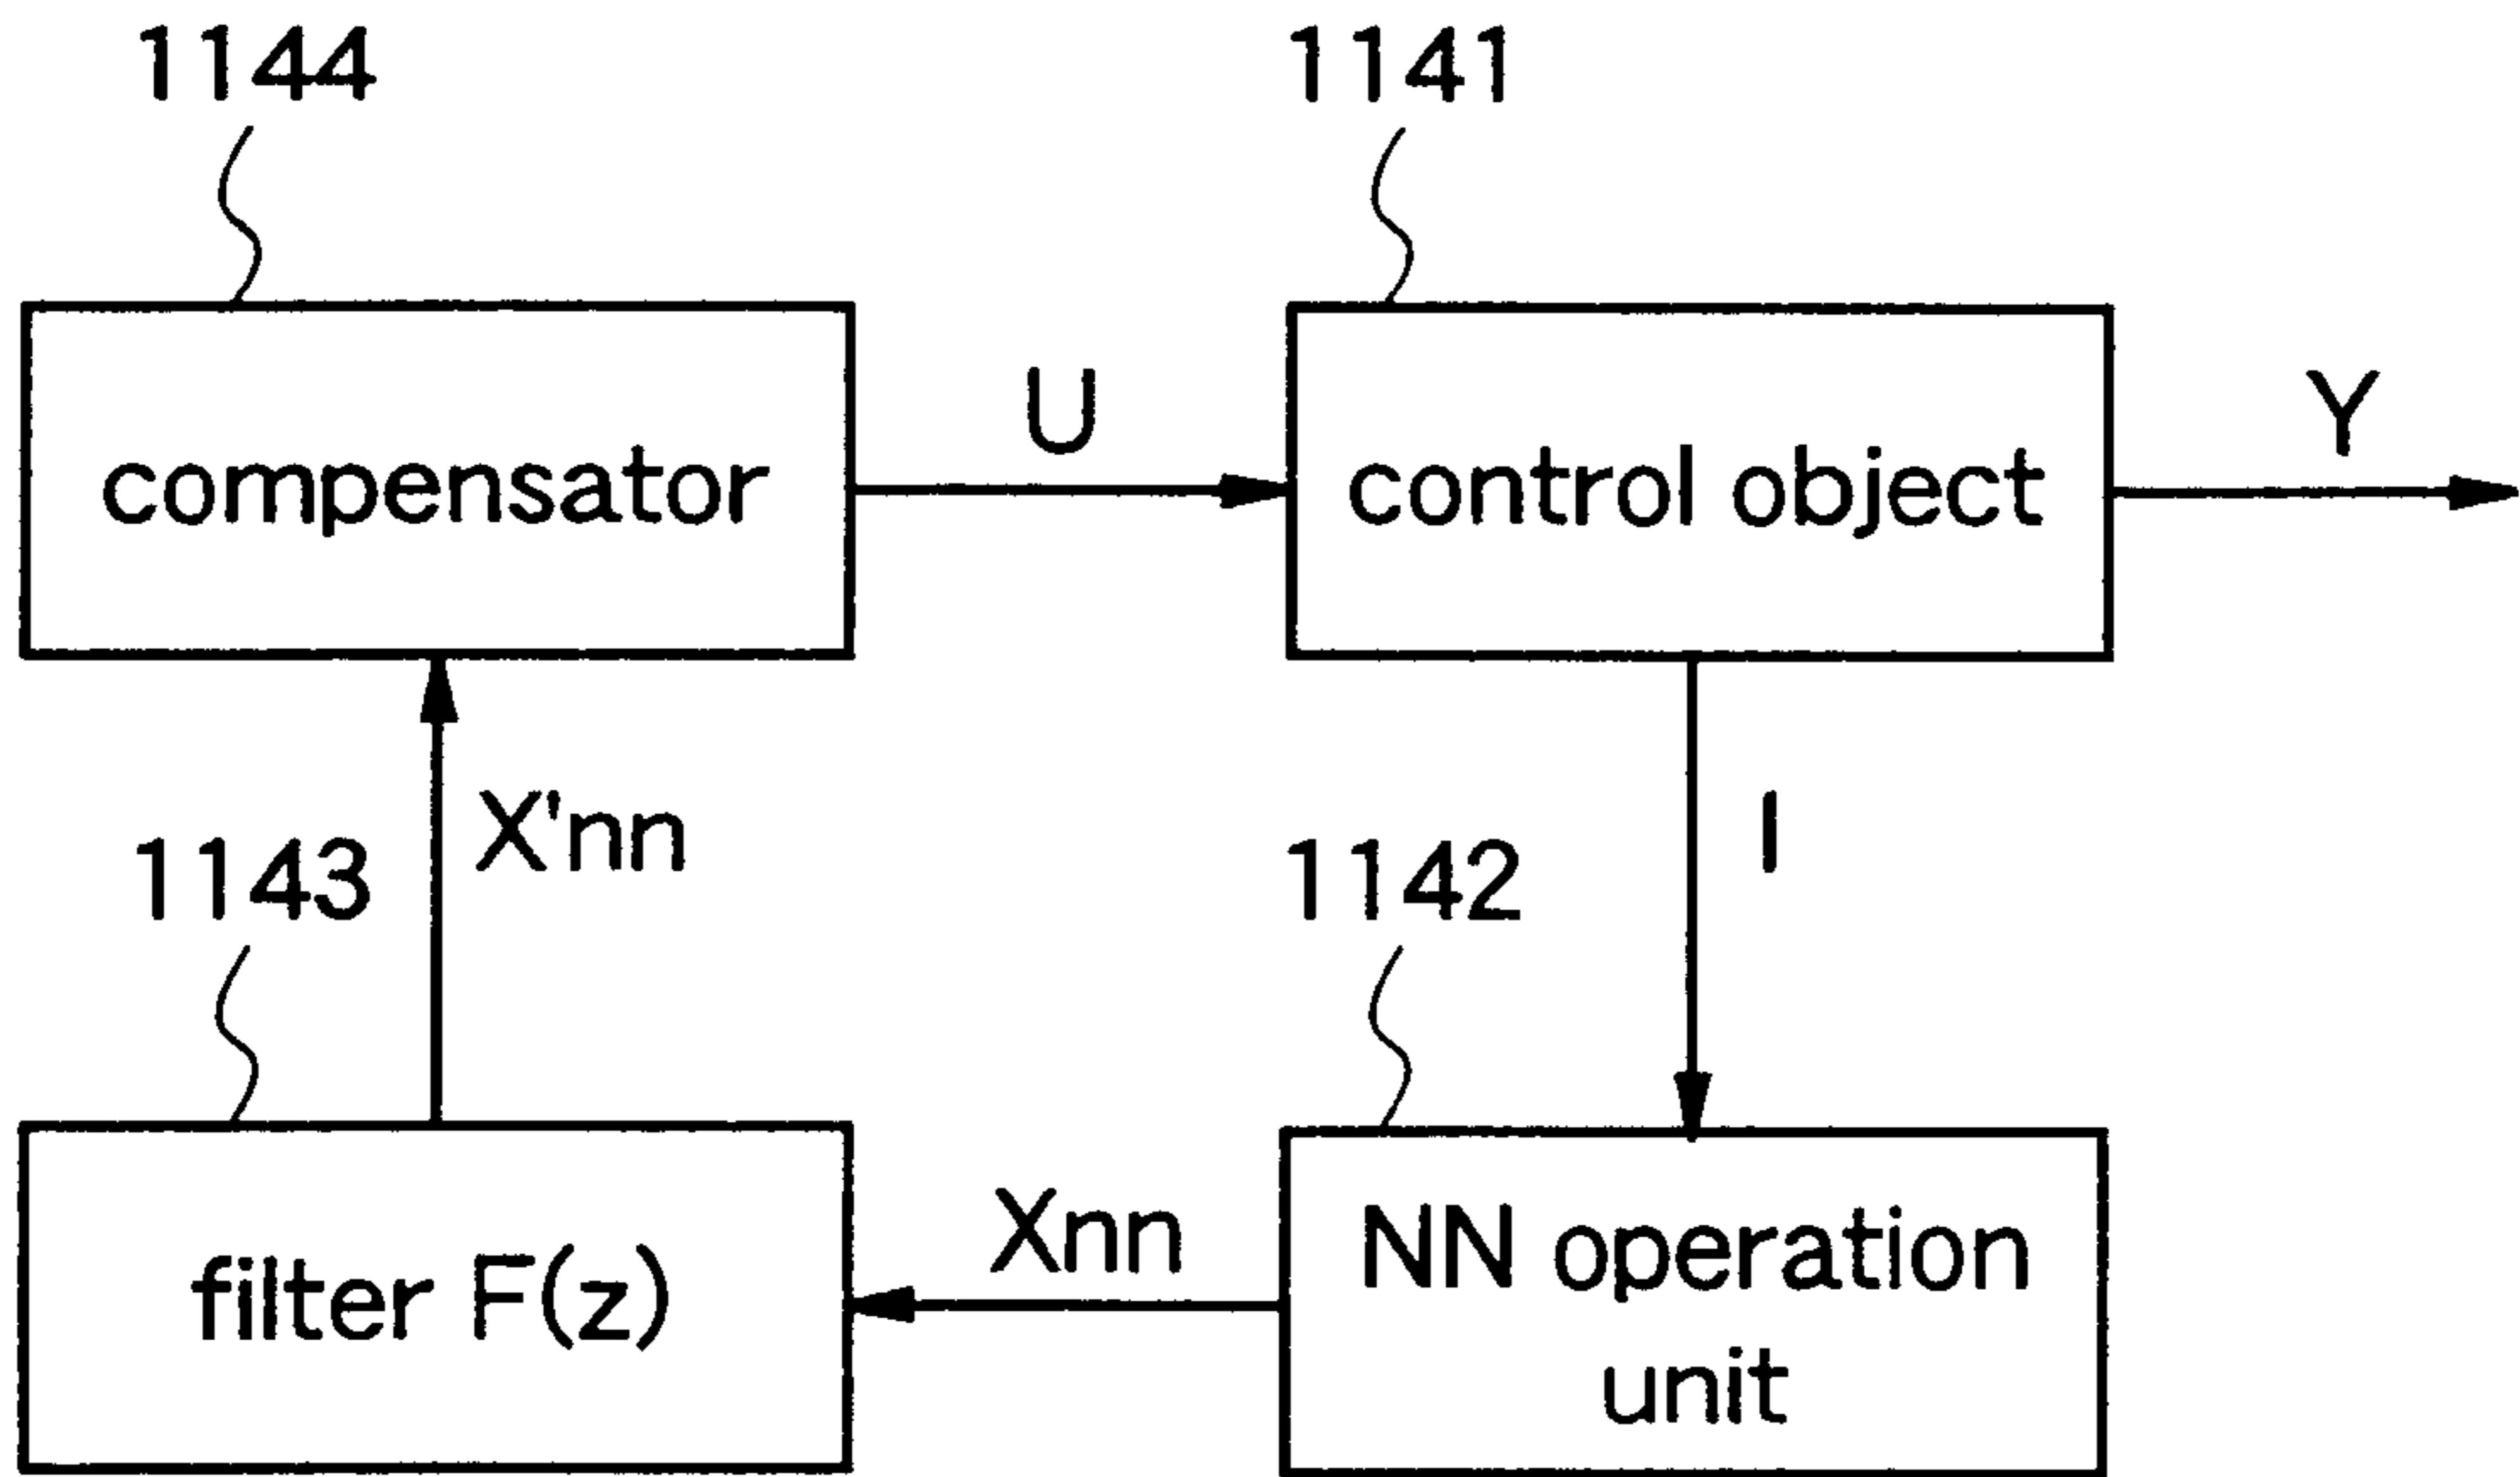 1144
1141
compensator
U
control object
Y
X'nn
I
1143
1142
filter F(z)
Xnn
NN operation
unit